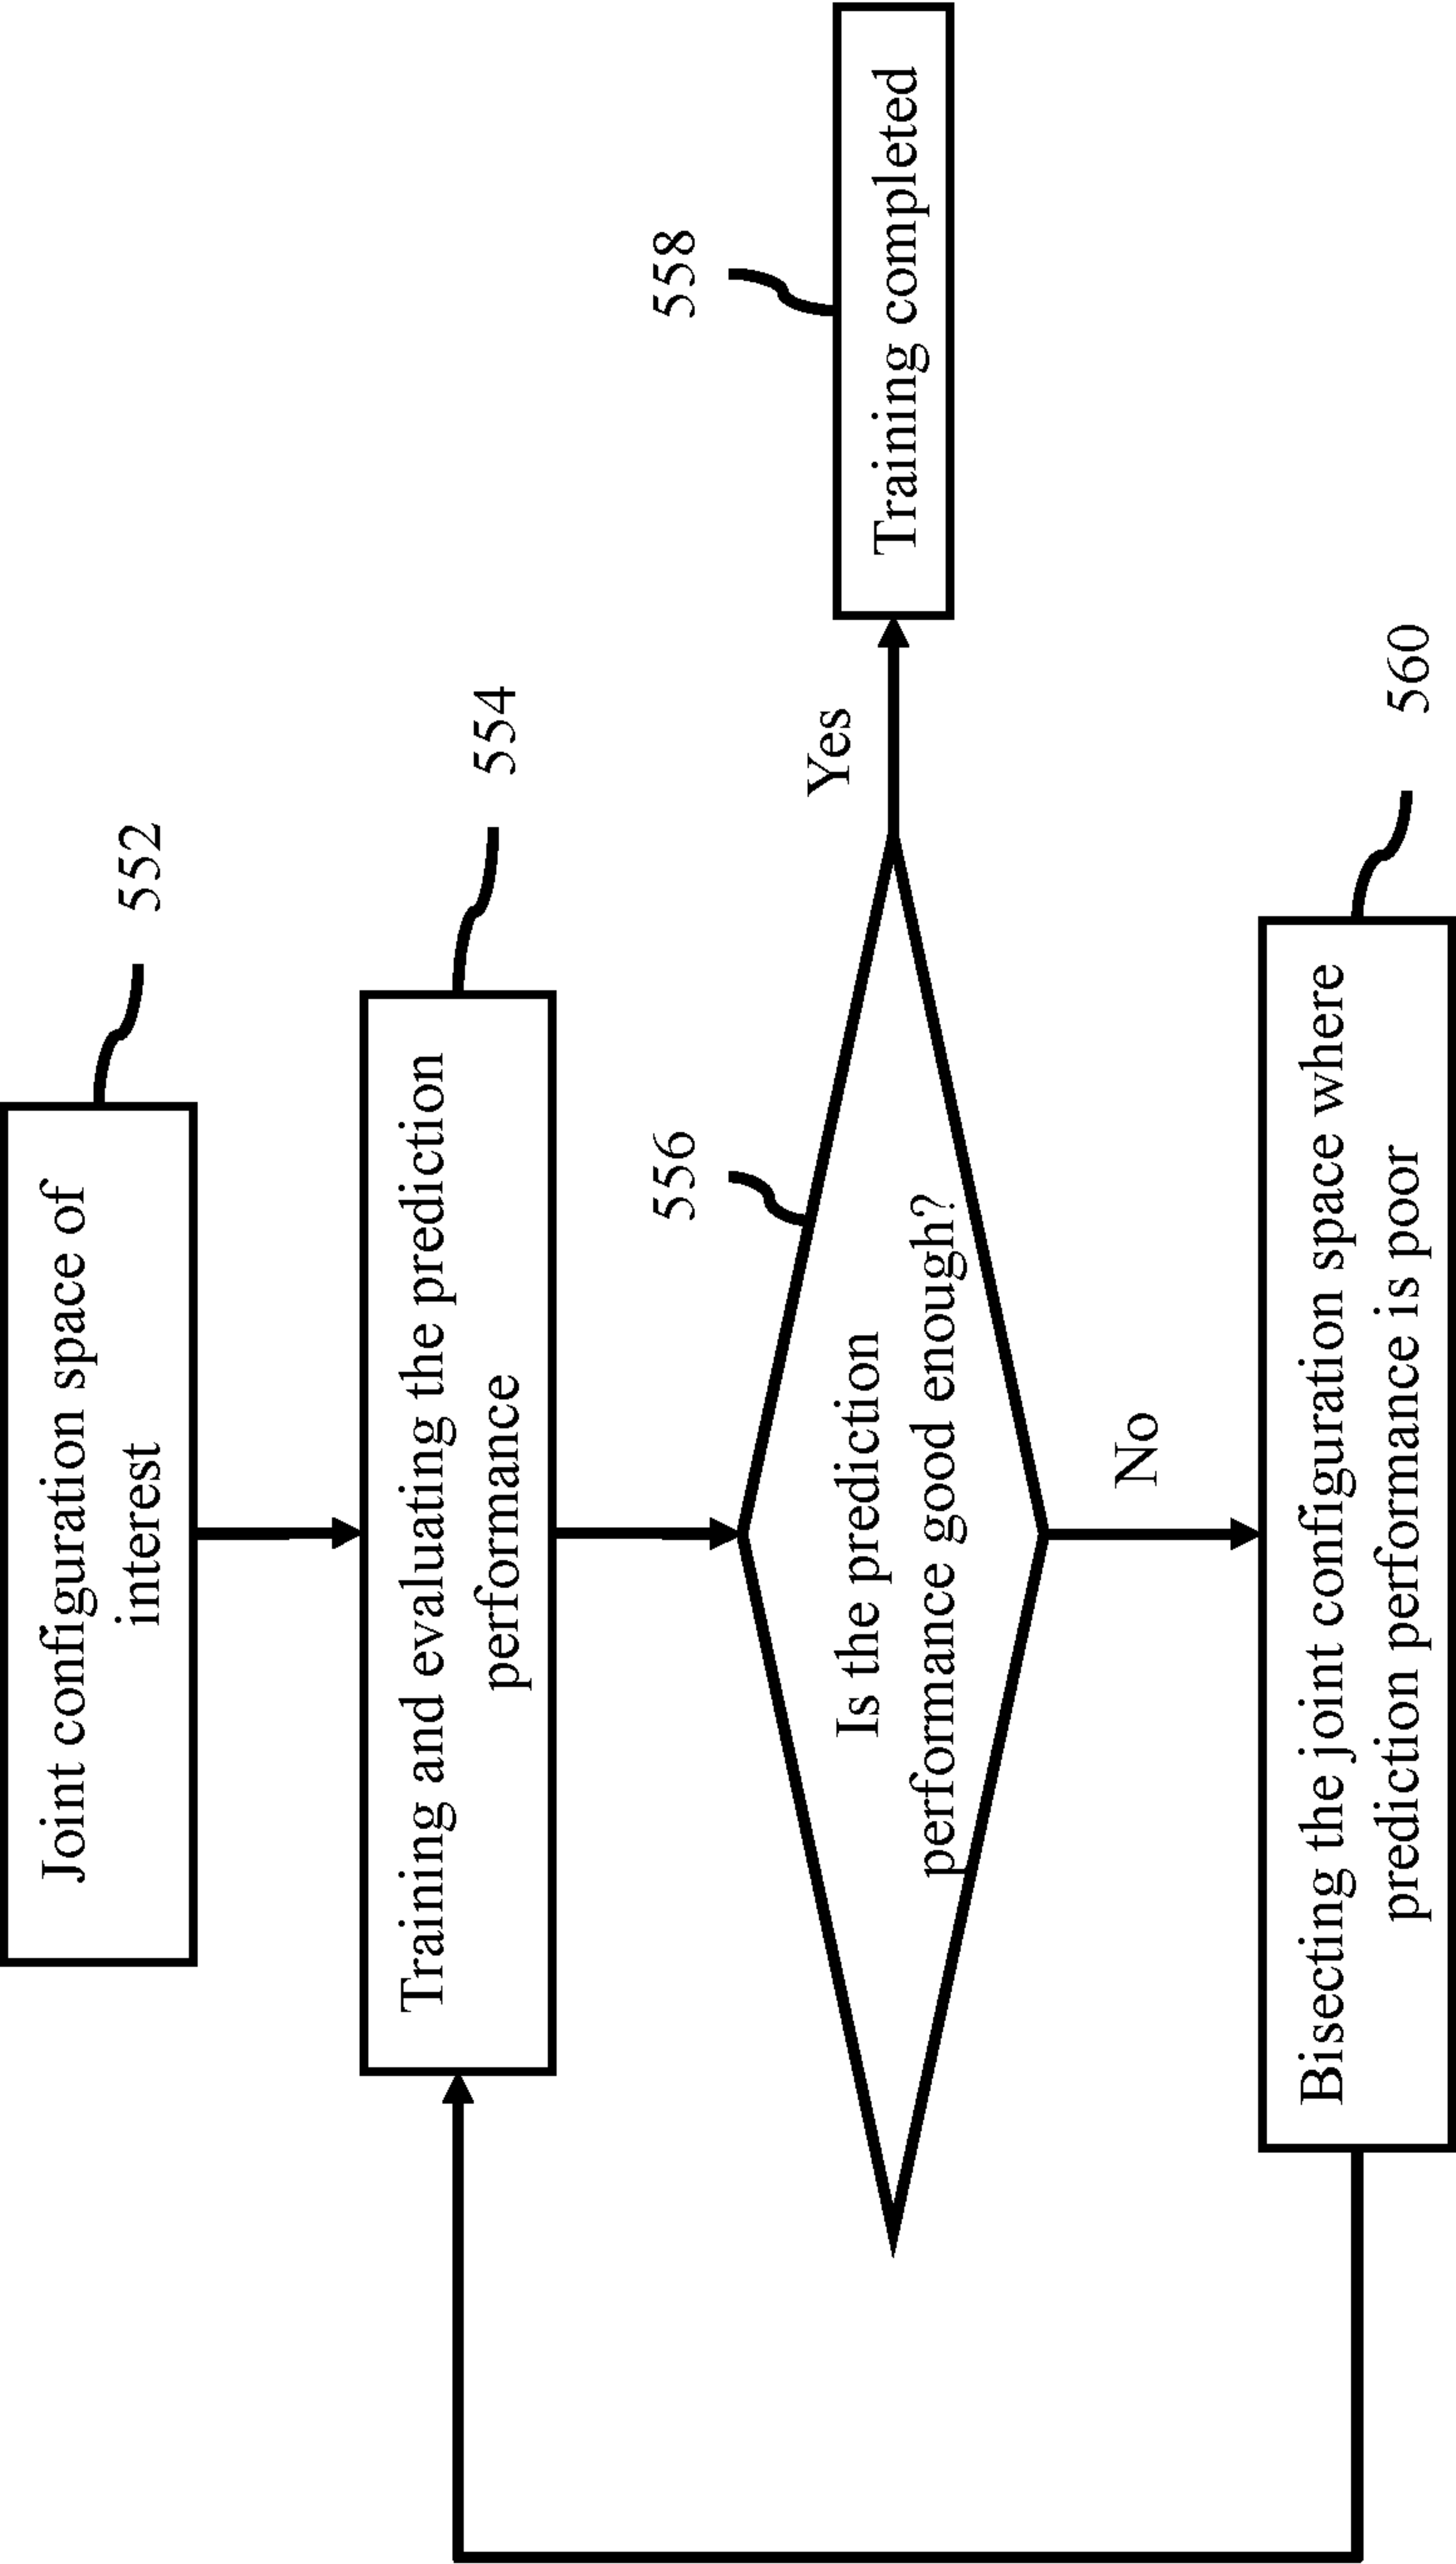 Joint configuration space of
interest
552
Training and evaluating the prediction
performance
554
556
Is the prediction
performance good enough?
Yes
558
Training completed
No
Bisecting the joint configuration space where
prediction performance is poor
560